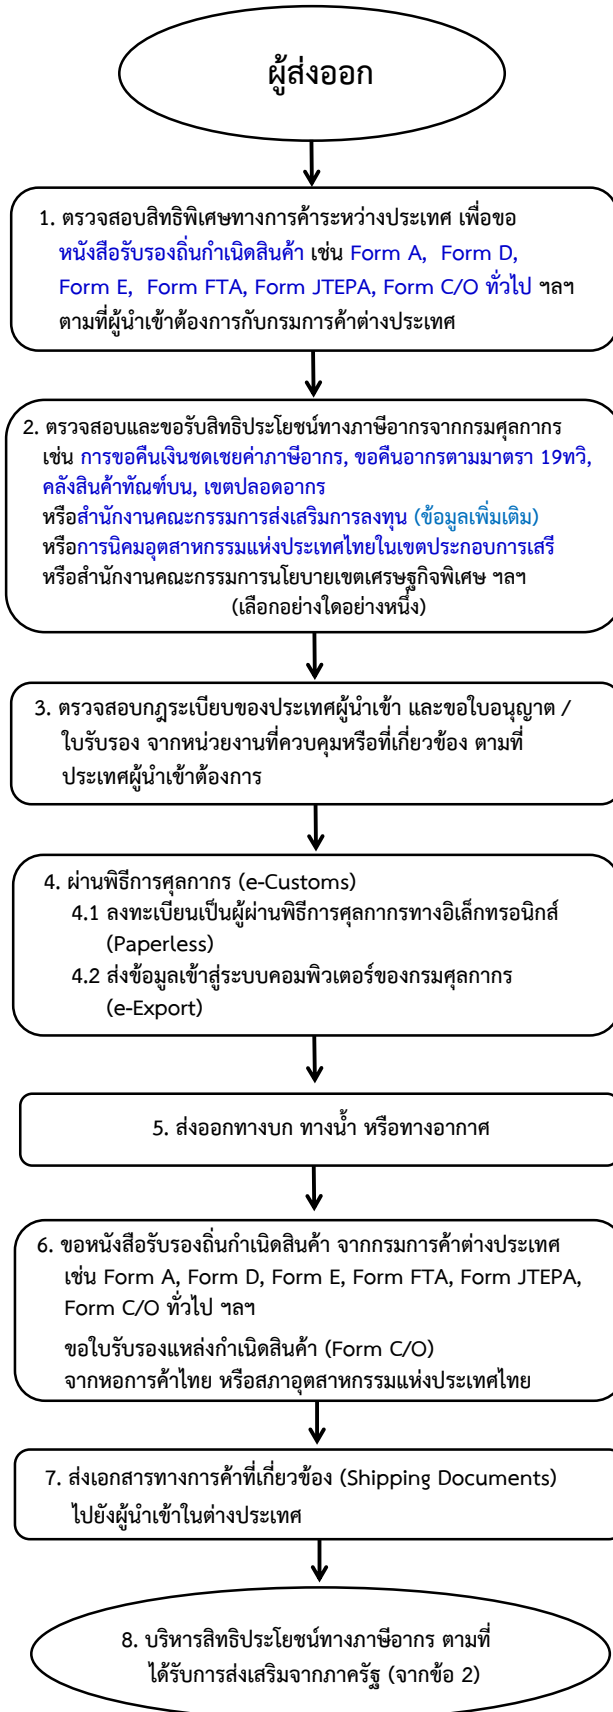 ผู้ส่งออก
1. ตรวจสอบสิทธิพิเศษทางการค้าระหว่างประเทศ เพื่อขอ
หนังสือรับรองถิ่นกำเนิดสินค้า เช่น Form A, Form D,
Form E, Form FTA, Form JTEPA, Form C/O ทั่วไป ฯลฯ
ตามที่ผู้นำเข้าต้องการกับกรมการค้าต่างประเทศ
2. ตรวจสอบและขอรับสิทธิประโยชน์ทางภาษีอากรจากกรมศุลกากร
เช่น การขอคืนเงินชดเชยค่าภาษีอากร, ขอคืนอากรตามมาตรา 19ทวิ,
คลังสินค้าทัณฑ์บน, เขตปลอดอากร
หรือสำนักงานคณะกรรมการส่งเสริมการลงทุน (ข้อมูลเพิ่มเติม)
หรือการนิคมอุตสาหกรรมแห่งประเทศไทยในเขตประกอบการเสรี
หรือสำนักงานคณะกรรมการนโยบายเขตเศรษฐกิจพิเศษ ฯลฯ
(เลือกอย่างใดอย่างหนึ่ง)
3. ตรวจสอบกฎระเบียบของประเทศผู้นำเข้า และขอใบอนุญาต /
ใบรับรอง จากหน่วยงานที่ควบคุมหรือที่เกี่ยวข้อง ตามที่
ประเทศผู้นำเข้าต้องการ
4. ผ่านพิธีการศุลกากร (e-Customs)
4.1 ลงทะเบียนเป็นผู้ผ่านพิธีการศุลกากรทางอิเล็กทรอนิกส์
(Paperless)
4.2 ส่งข้อมูลเข้าสู่ระบบคอมพิวเตอร์ของกรมศุลกากร
(e-Export)
5. ส่งออกทางบก ทางน้ำ หรือทางอากาศ
6. ขอหนังสือรับรองถิ่นกำเนิดสินค้า จากกรมการค้าต่างประเทศ
เช่น Form A, Form D, Form E, Form FTA, Form JTEPA,
Form C/O ทั่วไป ฯลฯ
ขอใบรับรองแหล่งกำเนิดสินค้า (Form C/O)
จากหอการค้าไทย หรือสภาอุตสาหกรรมแห่งประเทศไทย
7. ส่งเอกสารทางการค้าที่เกี่ยวข้อง (Shipping Documents)
ไปยังผู้นำเข้าในต่างประเทศ
8. บริหารสิทธิประโยชน์ทางภาษีอากร ตามที่
ได้รับการส่งเสริมจากภาครัฐ (จากข้อ 2)